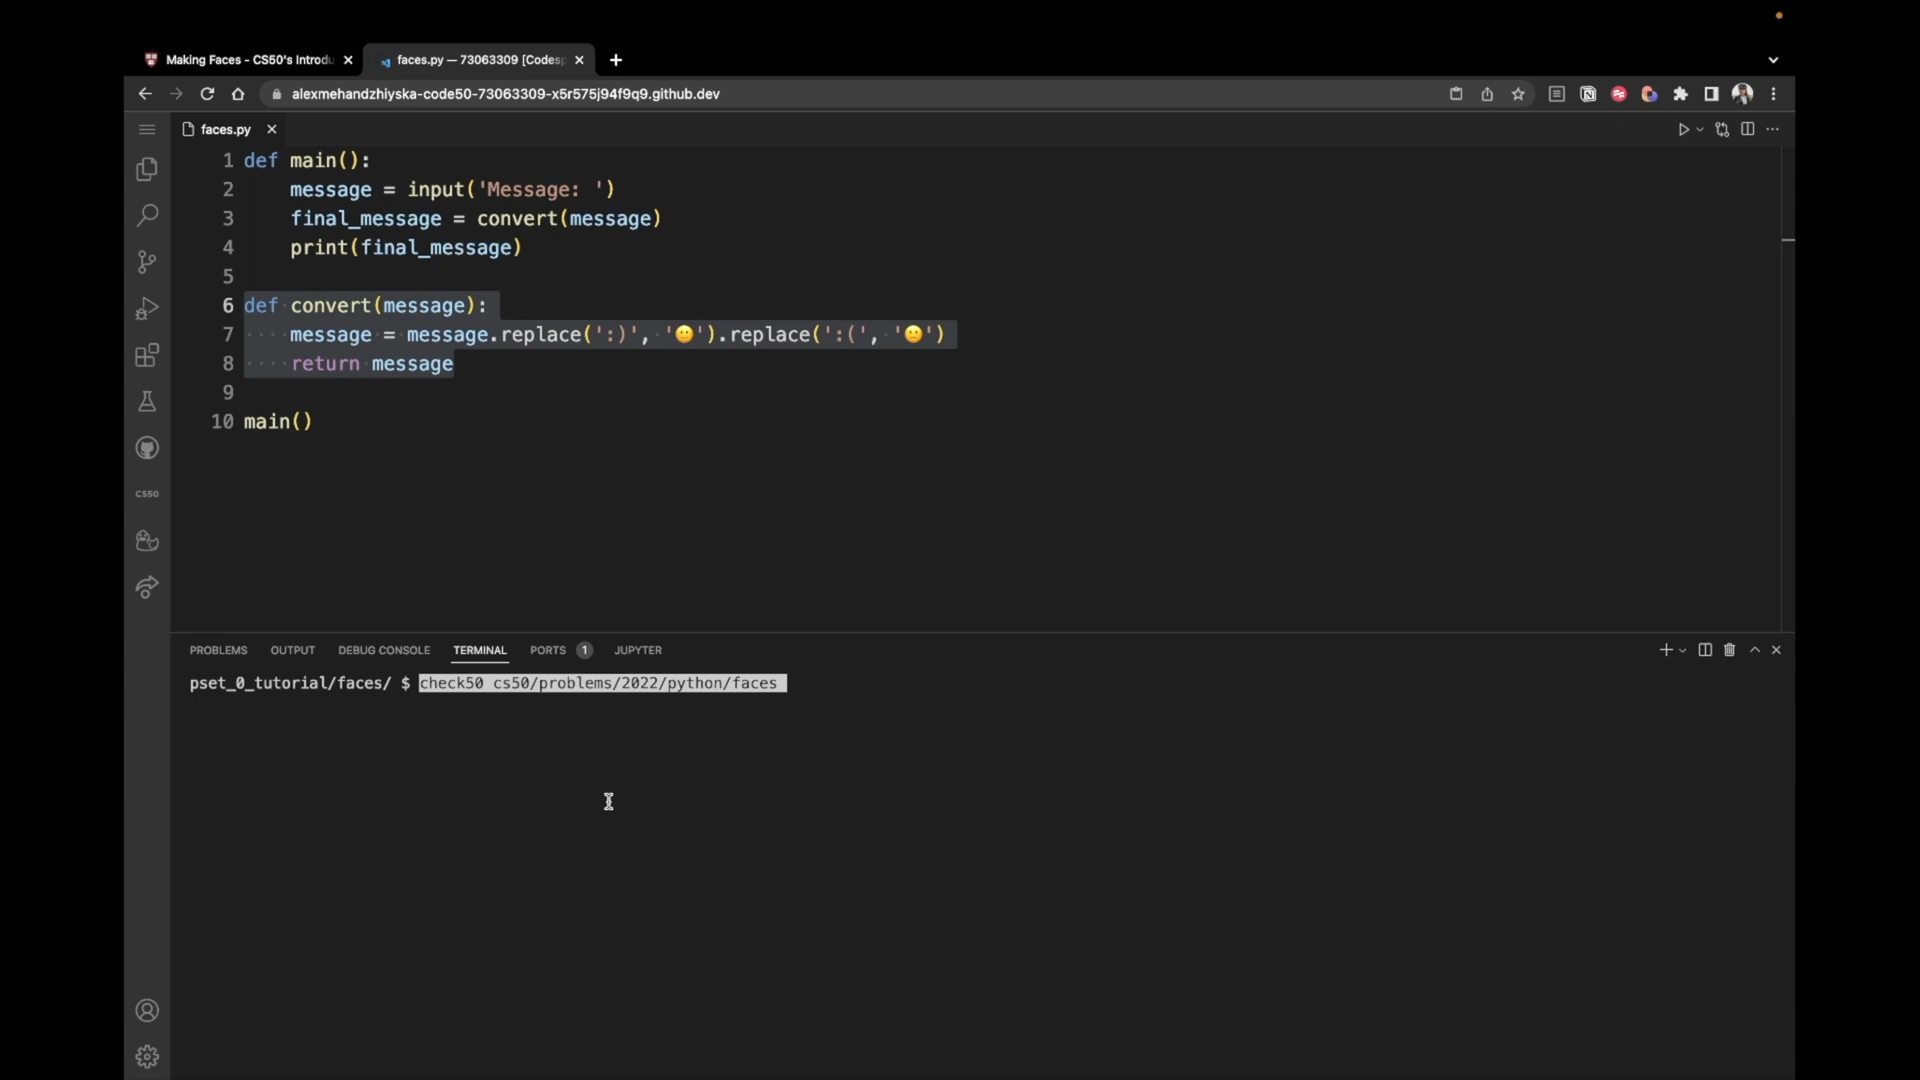 Making Faces - CS50's Introdu
faces.py — 73063309 [Codesp
alexmehandzhiyska-code50-73063309-x5r575j94f9q9.github.dev
faces.py
1 def main():
2 message = input('Message: ')
3 final_message = convert(message)
4 print(final_message)
5
6 def convert(message):
7 message = message.replace(':)', '🙂').replace(':(', '🙁')
8 return message
9
10 main()
CS50
PROBLEMS OUTPUT DEBUG CONSOLE TERMINAL PORTS 1 JUPYTER
pset_0_tutorial/faces/ $ check50 cs50/problems/2022/python/faces